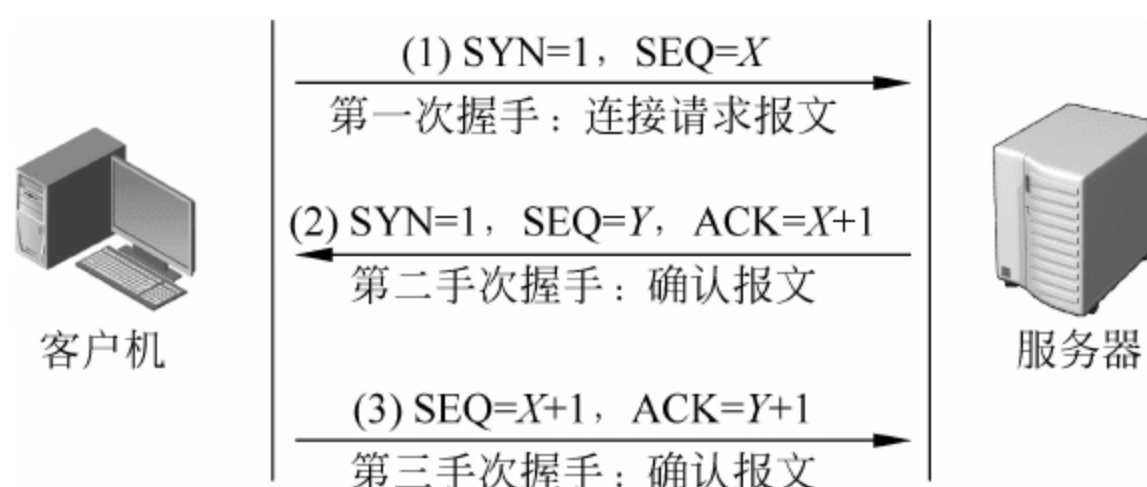 (1) SYN=1，SEQ=X
第一次握手：连接请求报文
(2) SYN=1，SEQ=Y，ACK=X+1
第二手次握手：确认报文
客户机
服务器
(3) SEQ=X+1，ACK=Y+1
第三手次握手：确认报文